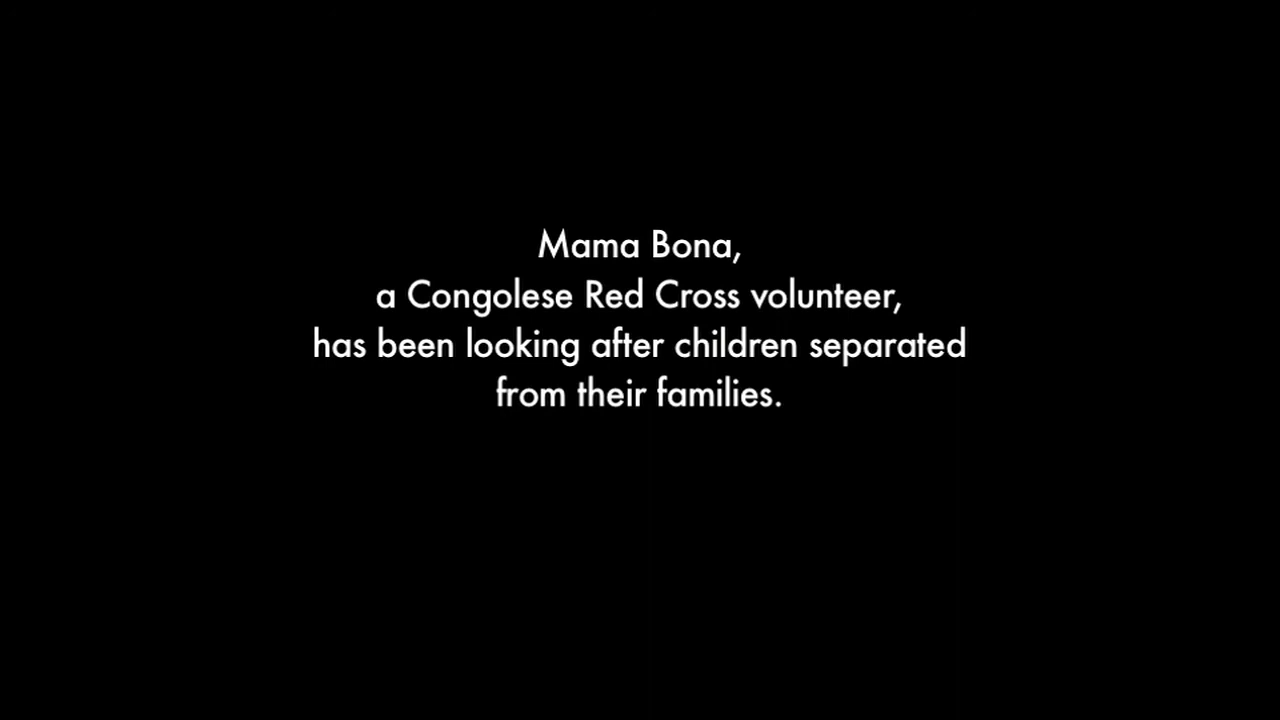 Mama Bona,
a Congolese Red Cross volunteer,
has been looking after children separated
from their families.